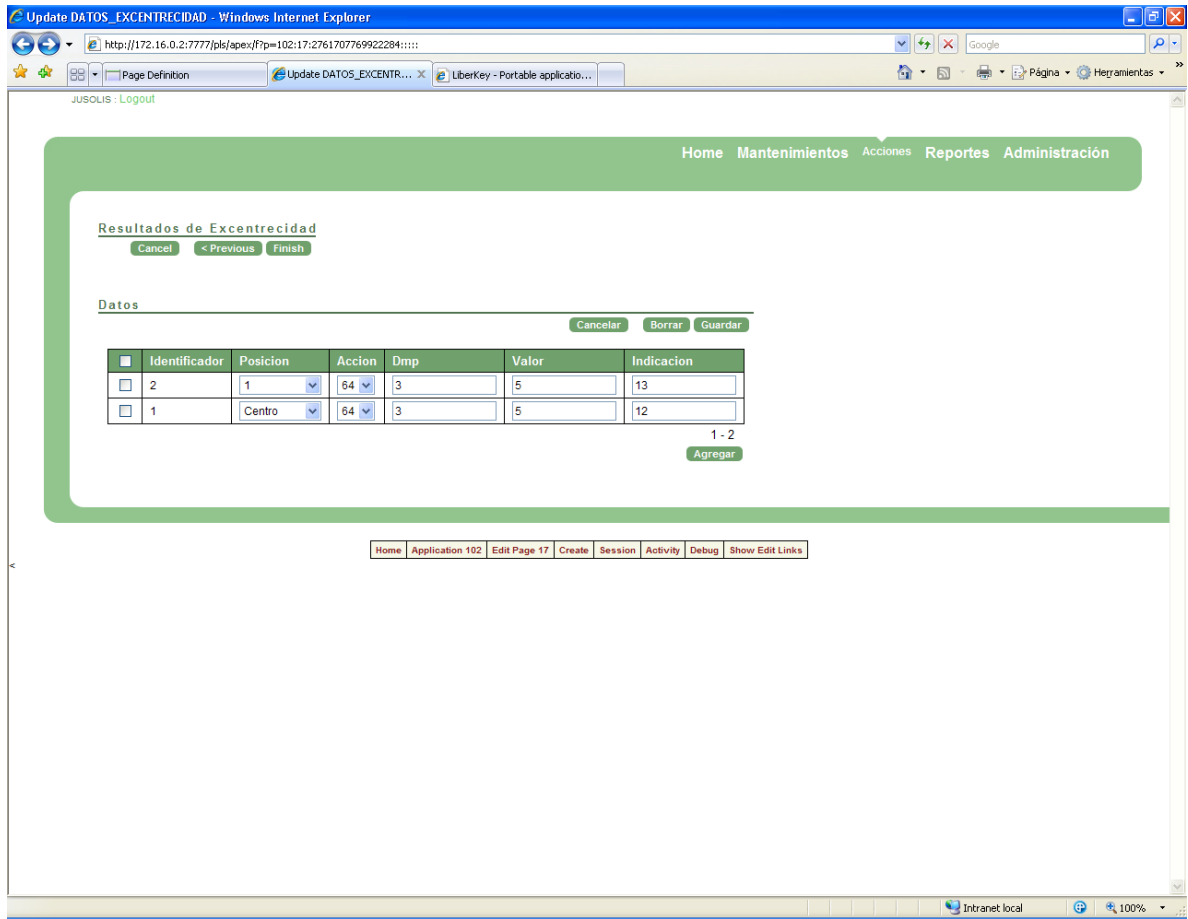 Update DATOS_EXCENTRECIDAD - Windows Internet Explorer
http://172.16.0.2:7777/pls/apex/f?p=102:17:2761707769922284:::::
Google
Page Definition
Update DATOS_EXCENTR...
LiberKey - Portable applicatio...
Página
Herramientas
»
JUSOLIS : Logout
Home Mantenimientos Acciones Reportes Administración
Resultados de Excentrecidad
Cancel < Previous Finish
Datos
Cancelar Borrar Guardar
Identificador Posicion Accion Dmp Valor Indicacion
2 1 64 3 5 13
1 Centro 64 3 5 12
1 - 2
Agregar
Home Application 102 Edit Page 17 Create Session Activity Debug Show Edit Links
<
Intranet local
100%